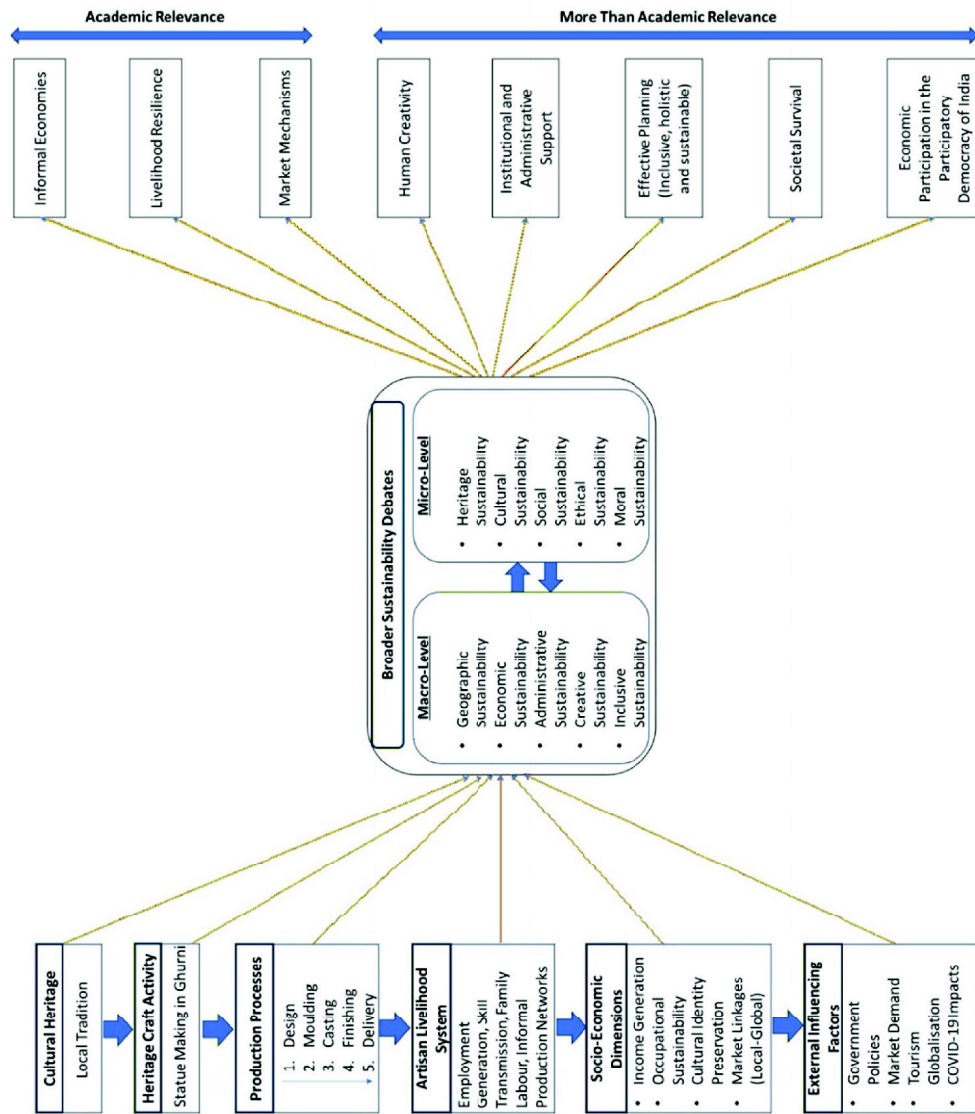 Cultural Heritage
Local Tradition
Heritage Craft Activity
Statue Making in Ghurni
Production Processes
1. Design
2. Moulding
3. Casting
4. Finishing
5. Delivery
Artisan Livelihood
System
Employment
Generation, Skill
Transmission,Family
Labour, Informal
Production Networks
Socio-Economic
Dimensions
• Income Generation
• Occupational
Sustainability
• Cultural Identity
Preservation
• Market Linkages
(Local-Global)
External Influencing
Factors
• Government
Policies
• Market Demand
• Tourism
Globalisation
• COVID-19Impacts
Broader Sustainability Debates
Macro-Level
• Geographic
Sustainability
• Economic
Sustainability
• Administrative
Sustainability
• Creative
Sustainability
• Inclusive
Sustainability
Micro-Level
• Heritage
Sustainability
• Cultural
Sustainability
• Social
Sustainability
• Ethical
Sustainability
• Moral
Sustainability
Academic Relevance
Informal Economies
Livelihood Resilience
Market Mechanisms
More Than Academic Relevance
Human Creativity
Institutional and
Administrative
Support
Effective Planning
(Inclusive, holistic
and sustainable)
Societal Survival
Economic
Participation in the
Participatory
Democracy of India